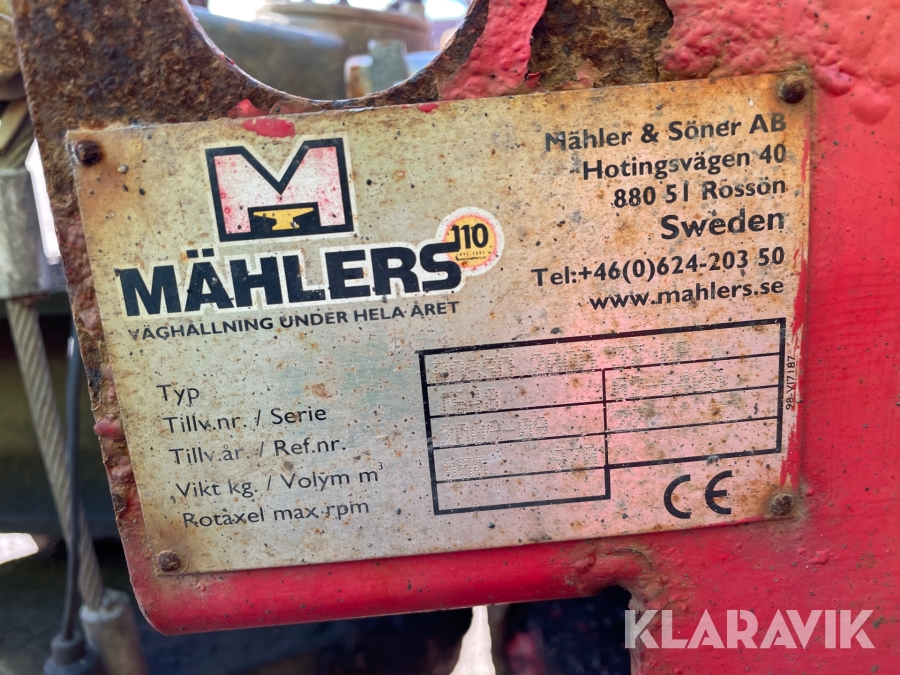 MÄHLERS
110
VÄGHÅLLNING UNDER HELA ÅRET
Mähler & Söner AB
Hotingsvägen 40
880 51 Rossön
Sweden
Tel:+46(0)624-203 50
www.mahlers.se
Typ
Tillv.nr. / Serie
Tillv.år. / Ref.nr.
Vikt kg. / Volym m³
Rotaxel max.rpm
98-V17187
CE
KLARAVIK